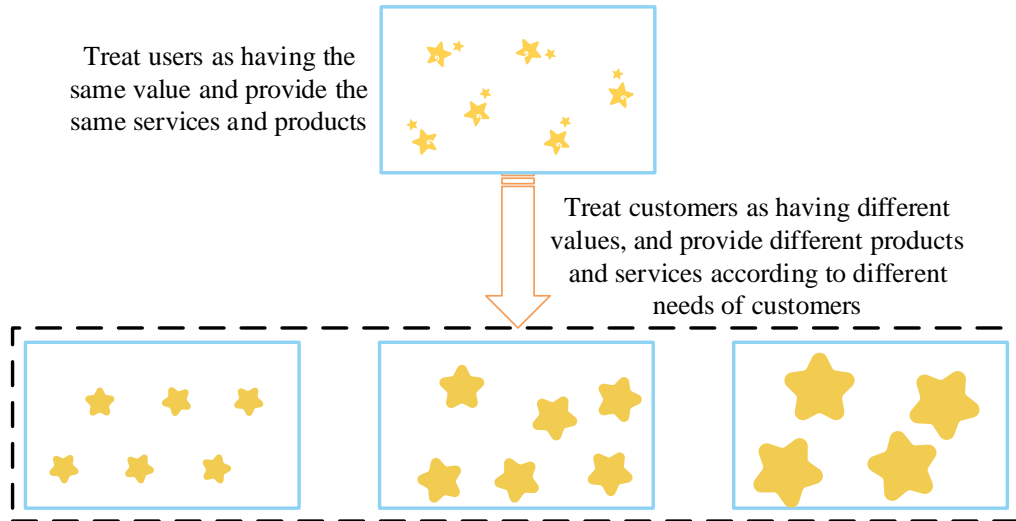 Treat users as having the
same value and provide the
same services and products
Treat customers as having different
values, and provide different products
and services according to different
needs of customers